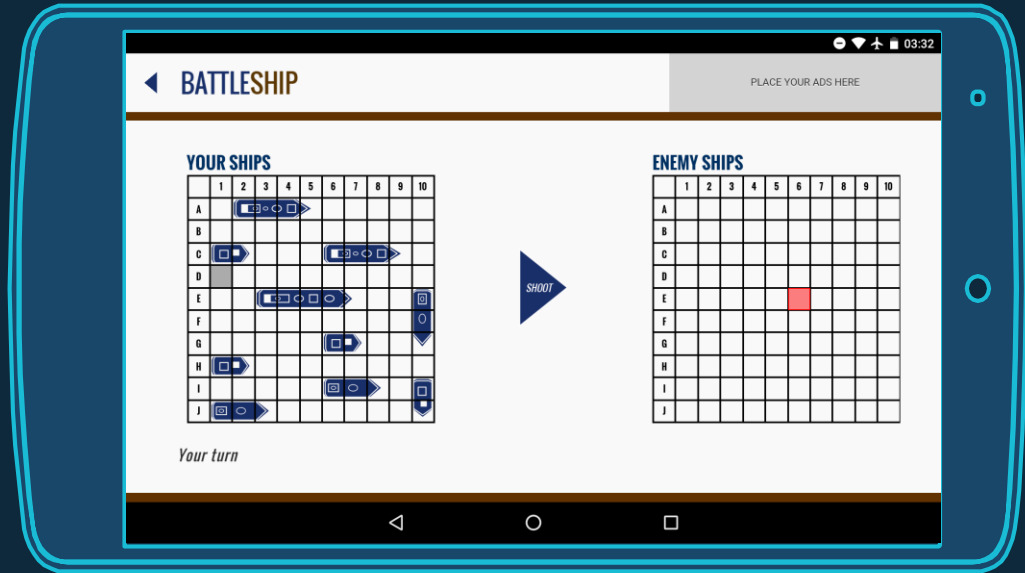 03:32
BATTLESHIP
PLACE YOUR ADS HERE
YOUR SHIPS
1 2 3 4 5 6 7 8 9 10
A
B
C
D
E
F
G
H
I
J
SHOOT
ENEMY SHIPS
1 2 3 4 5 6 7 8 9 10
A
B
C
D
E
F
G
H
I
J
Your turn